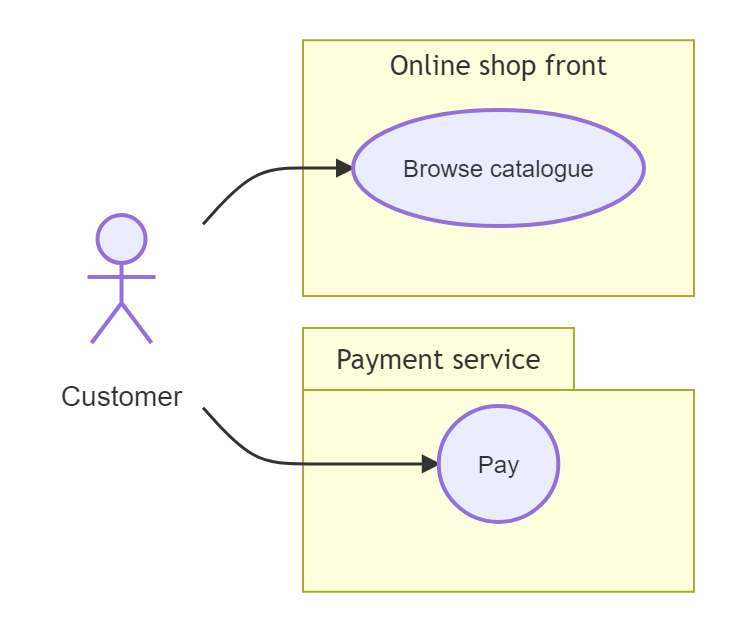 Online shop front
Browse catalogue
Customer
Payment service
Pay